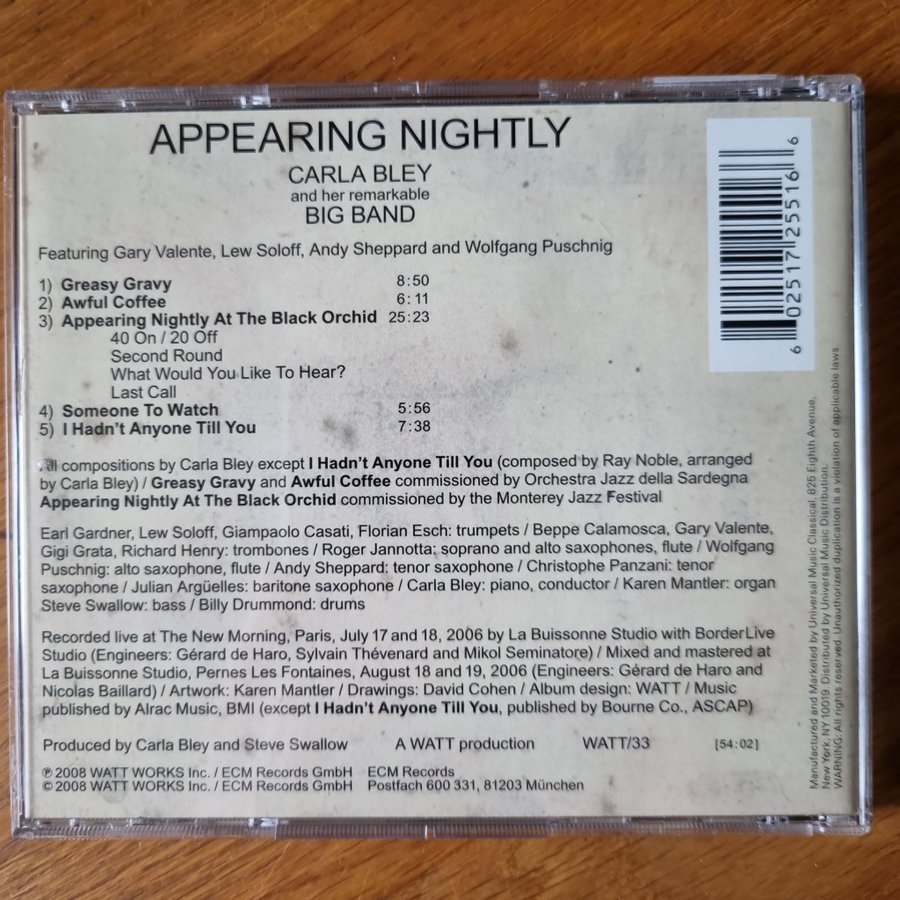 APPEARING NIGHTLY
CARLA BLEY
and her remarkable
BIG BAND
Featuring Gary Valente, Lew Soloff, Andy Sheppard and Wolfgang Puschnig
1) Greasy Gravy 8:50
2) Awful Coffee 6:11
3) Appearing Nightly At The Black Orchid 25:23
40 On / 20 Off
Second Round
What Would You Like To Hear?
Last Call
4) Someone To Watch 5:56
5) I Hadn't Anyone Till You 7:38
All compositions by Carla Bley except I Hadn't Anyone Till You (composed by Ray Noble, arranged
by Carla Bley) / Greasy Gravy and Awful Coffee commissioned by Orchestra Jazz della Sardegna
Appearing Nightly At The Black Orchid commissioned by the Monterey Jazz Festival
Earl Gardner, Lew Soloff, Giampaolo Casati, Florian Esch: trumpets / Beppe Calamosca, Gary Valente,
Gigi Grata, Richard Henry: trombones / Roger Jannotta: soprano and alto saxophones, flute / Wolfgang
Puschnig: alto saxophone, flute / Andy Sheppard: tenor saxophone / Christophe Panzani: tenor
saxophone / Julian Argüelles: baritone saxophone / Carla Bley: piano, conductor / Karen Mantler: organ
Steve Swallow: bass / Billy Drummond: drums
Recorded live at The New Morning, Paris, July 17 and 18, 2006 by La Buissonne Studio with BorderLive
Studio (Engineers: Gérard de Haro, Sylvain Thévenard and Mikol Seminatore) / Mixed and mastered at
La Buissonne Studio, Pernes Les Fontaines, August 18 and 19, 2006 (Engineers: Gérard de Haro and
Nicolas Baillard) / Artwork: Karen Mantler / Drawings: David Cohen / Album design: WATT / Music
published by Alrac Music, BMI (except I Hadn't Anyone Till You, published by Bourne Co., ASCAP)
Produced by Carla Bley and Steve Swallow A WATT production WATT/33 [54:02]
℗ 2008 WATT WORKS Inc. / ECM Records GmbH ECM Records
© 2008 WATT WORKS Inc. / ECM Records GmbH Postfach 600 331, 81203 München
6 02517 25516 6
Manufactured and Marketed by Universal Music Classical, 825 Eighth Avenue,
New York, NY 10019. Distributed by Universal Music Distribution.
WARNING: All rights reserved. Unauthorized duplication is a violation of applicable laws.